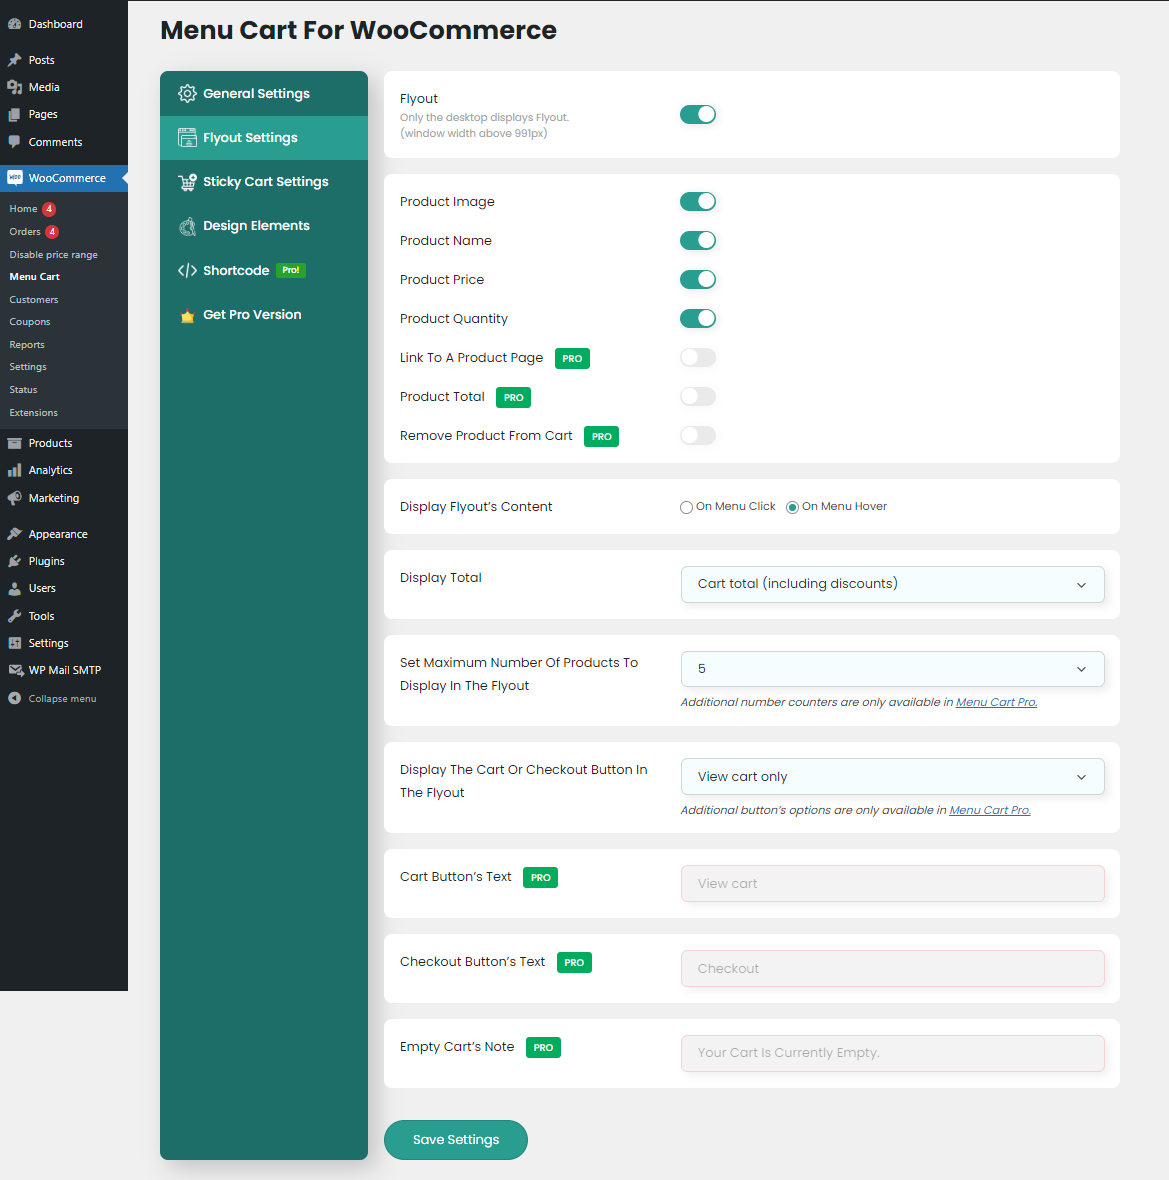 Dashboard
Posts
Media
Pages
Comments
WooCommerce
Home 4
Orders 4
Disable price range
Menu Cart
Customers
Coupons
Reports
Settings
Status
Extensions
Products
Analytics
Marketing
Appearance
Plugins
Users
Tools
Settings
WP Mail SMTP
Collapse menu
Menu Cart For WooCommerce
General Settings
Flyout Settings
Sticky Cart Settings
Design Elements
Shortcode Pro!
Get Pro Version
Flyout
Only the desktop displays Flyout.
(window width above 991px)
Product Image
Product Name
Product Price
Product Quantity
Link To A Product Page PRO
Product Total PRO
Remove Product From Cart PRO
Display Flyout's Content On Menu Click On Menu Hover
Display Total Cart total (including discounts)
Set Maximum Number Of Products To
Display In The Flyout
5
Additional number counters are only available in Menu Cart Pro.
Display The Cart Or Checkout Button In
The Flyout
View cart only
Additional button's options are only available in Menu Cart Pro.
Cart Button's Text PRO View cart
Checkout Button's Text PRO Checkout
Empty Cart's Note PRO Your Cart Is Currently Empty.
Save Settings